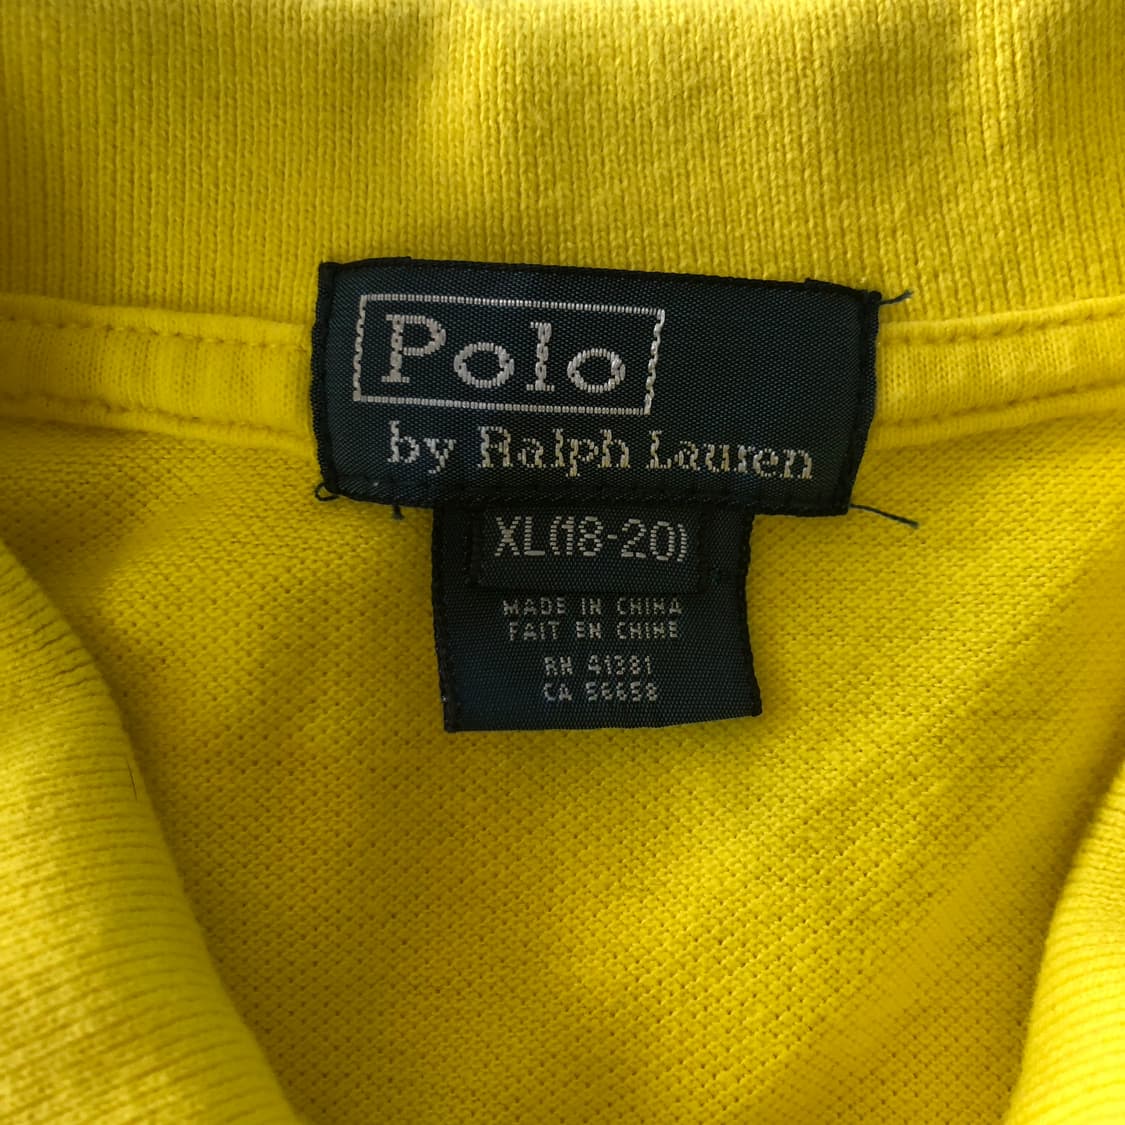 Polo
by Ralph Lauren
XL(18-20)
MADE IN CHINA
FAIT EN CHINE
RN 41381
CA 56658